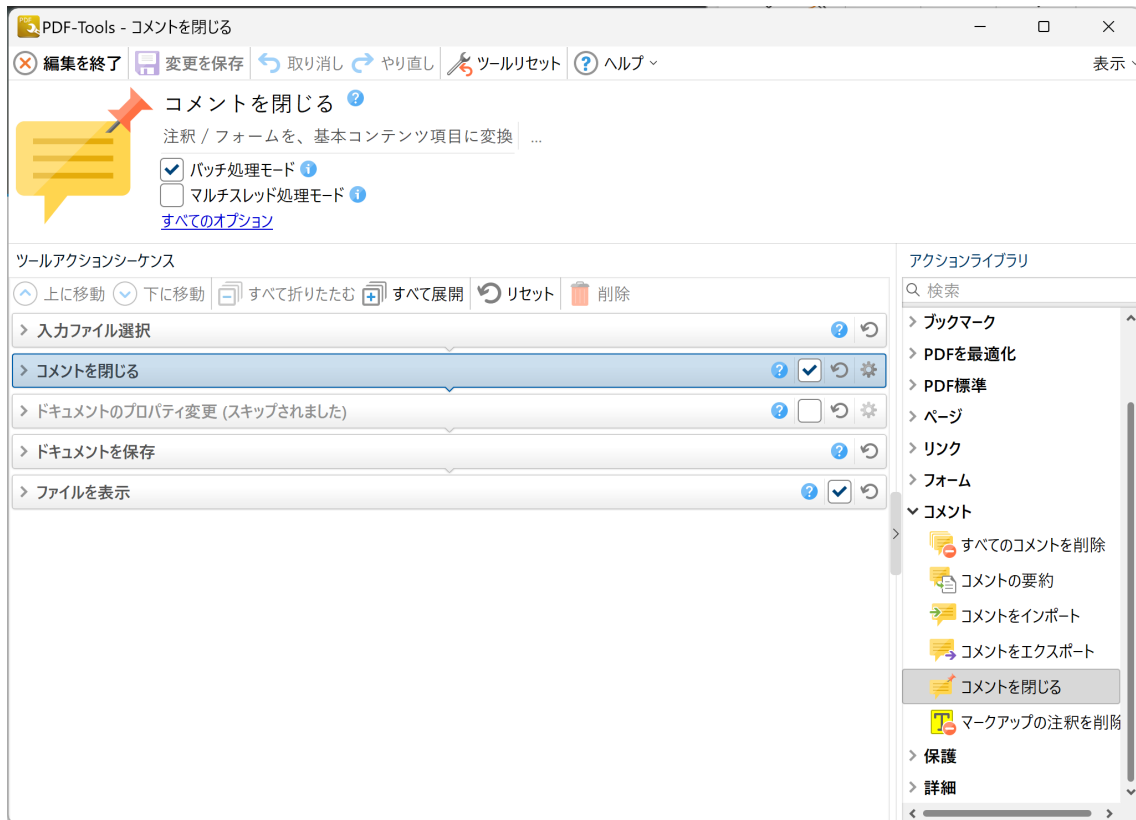 PDF-Tools - コメントを閉じる
編集を終了 変更を保存 取り消し やり直し ツールリセット ヘルプ 表示
コメントを閉じる
注釈 / フォームを、基本コンテンツ項目に変換 ...
バッチ処理モード
マルチスレッド処理モード
すべてのオプション
ツールアクションシーケンス
上に移動 下に移動 すべて折りたたむ すべて展開 リセット 削除
入力ファイル選択
コメントを閉じる
ドキュメントのプロパティ変更 (スキップされました)
ドキュメントを保存
ファイルを表示
アクションライブラリ
検索
ブックマーク
PDFを最適化
PDF標準
ページ
リンク
フォーム
コメント
すべてのコメントを削除
コメントの要約
コメントをインポート
コメントをエクスポート
コメントを閉じる
マークアップの注釈を削除
保護
詳細